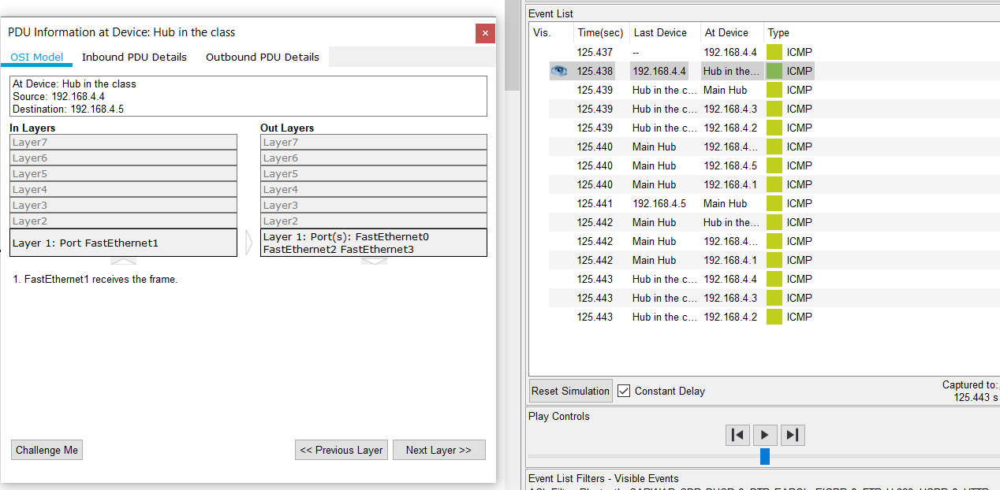 PDU Information at Device: Hub in the class
OSI Model Inbound PDU Details Outbound PDU Details
At Device: Hub in the class
Source: 192.168.4.4
Destination: 192.168.4.5
In Layers Out Layers
Layer7 Layer7
Layer6 Layer6
Layer5 Layer5
Layer4 Layer4
Layer3 Layer3
Layer2 Layer2
Layer 1: Port FastEthernet1
Layer 1: Port(s): FastEthernet0
FastEthernet2 FastEthernet3
1. FastEthernet1 receives the frame.
Challenge Me << Previous Layer Next Layer >>
Event List
Vis. Time(sec) Last Device At Device Type
125.437 -- 192.168.4.4 ICMP
125.438 192.168.4.4 Hub in the... ICMP
125.439 Hub in the c... Main Hub ICMP
125.439 Hub in the c... 192.168.4.3 ICMP
125.439 Hub in the c... 192.168.4.2 ICMP
125.440 Main Hub 192.168.4... ICMP
125.440 Main Hub 192.168.4.5 ICMP
125.440 Main Hub 192.168.4.1 ICMP
125.441 192.168.4.5 Main Hub ICMP
125.442 Main Hub Hub in the... ICMP
125.442 Main Hub 192.168.4... ICMP
125.442 Main Hub 192.168.4.1 ICMP
125.443 Hub in the c... 192.168.4.4 ICMP
125.443 Hub in the c... 192.168.4.3 ICMP
125.443 Hub in the c... 192.168.4.2 ICMP
Reset Simulation Constant Delay
Captured to:
125.443 s
Play Controls
Event List Filters - Visible Events